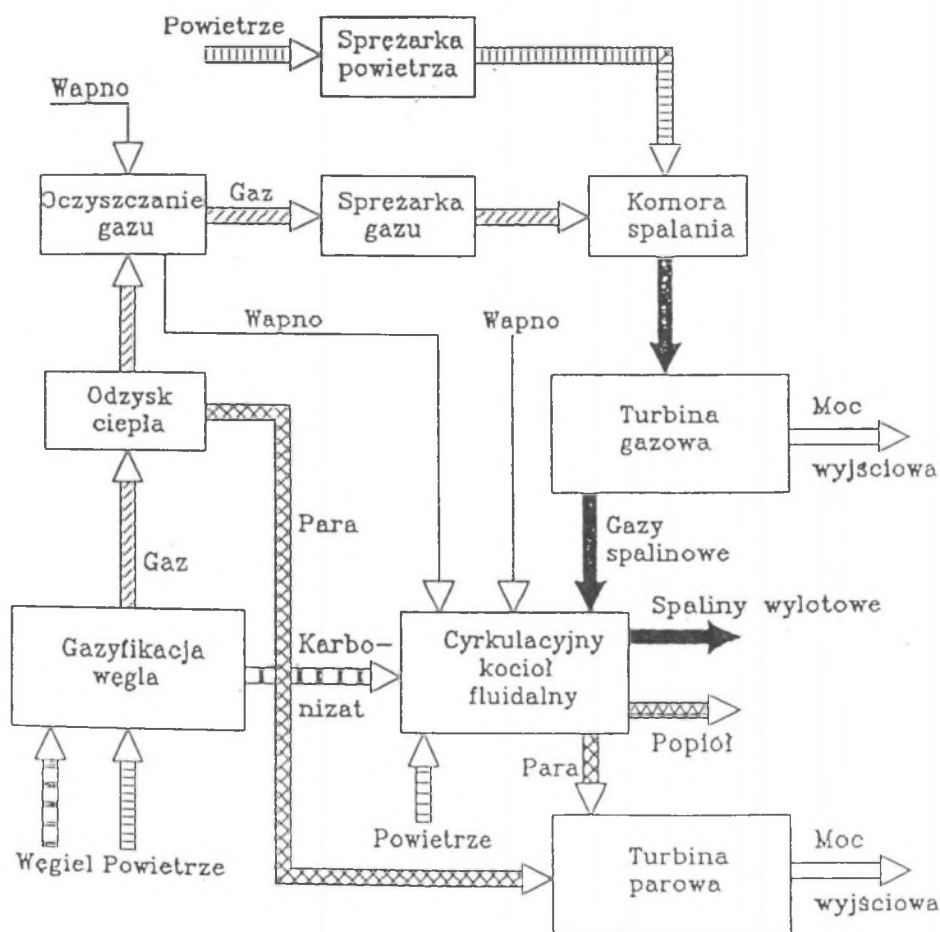 Powietrze
Sprężarka
powietrza
Wapno
Oczyszczanie
gazu
Gaz
Sprężarka
gazu
Komora
spalania
Wapno
Wapno
Odzysk
ciepła
Turbina
gazowa
Moc
wyjściowa
Para
Gazy
spalinowe
Gaz
Gazyfikacja
węgla
Karbo-
nizat
Cyrkulacyjny
kocioł
fluidalny
Spaliny wylotowe
Popiół
Para
Węgiel Powietrze
Powietrze
Turbina
parowa
Moc
wyjściowa